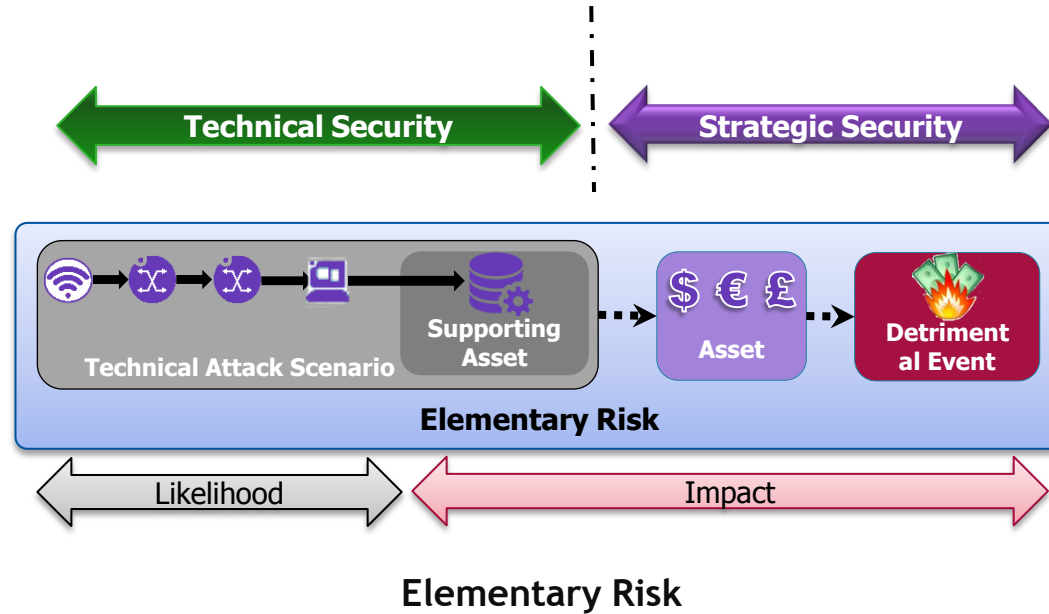 Technical Security
Strategic Security
Technical Attack Scenario
Supporting
Asset
$ € £
Asset
Detriment
al Event
Elementary Risk
Likelihood
Impact
Elementary Risk